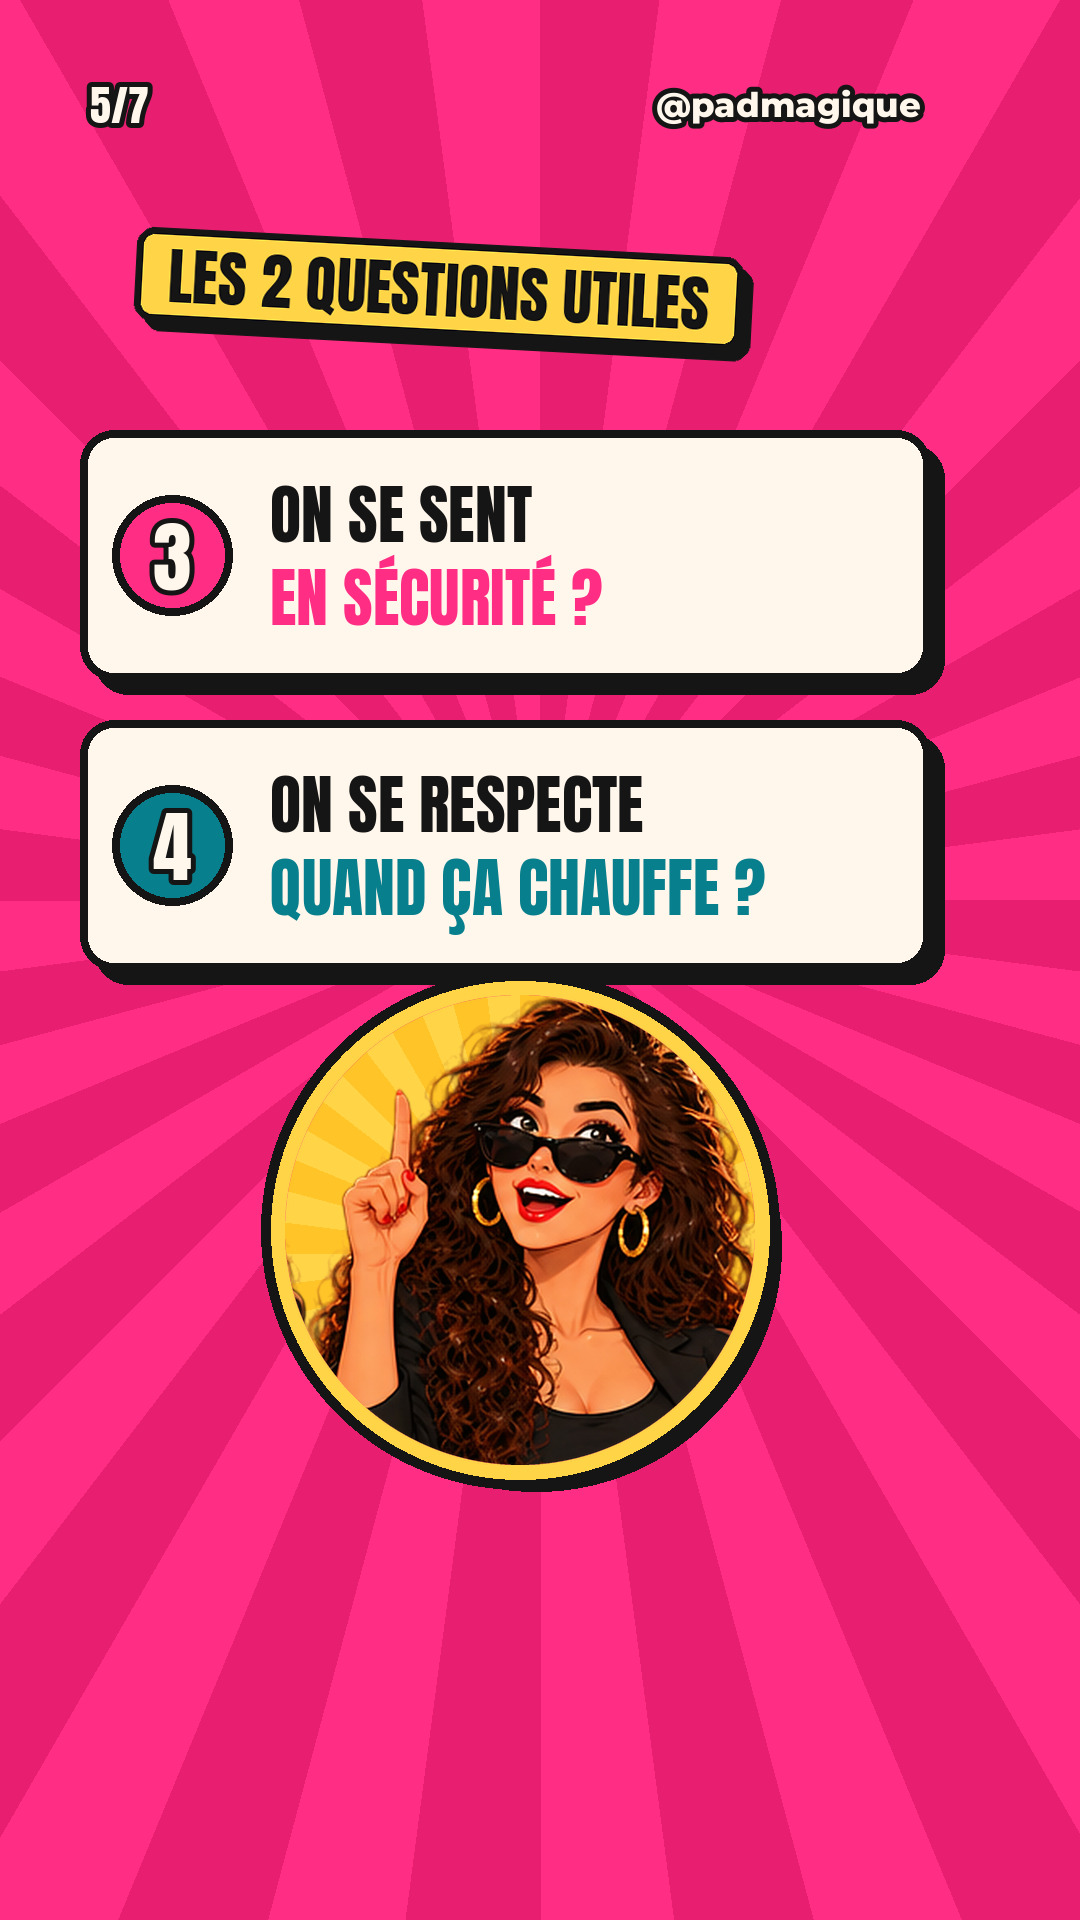 5/7
@padmagique
LES 2 QUESTIONS UTILES
3
ON SE SENT
EN SÉCURITÉ ?
4
ON SE RESPECTE
QUAND ÇA CHAUFFE ?